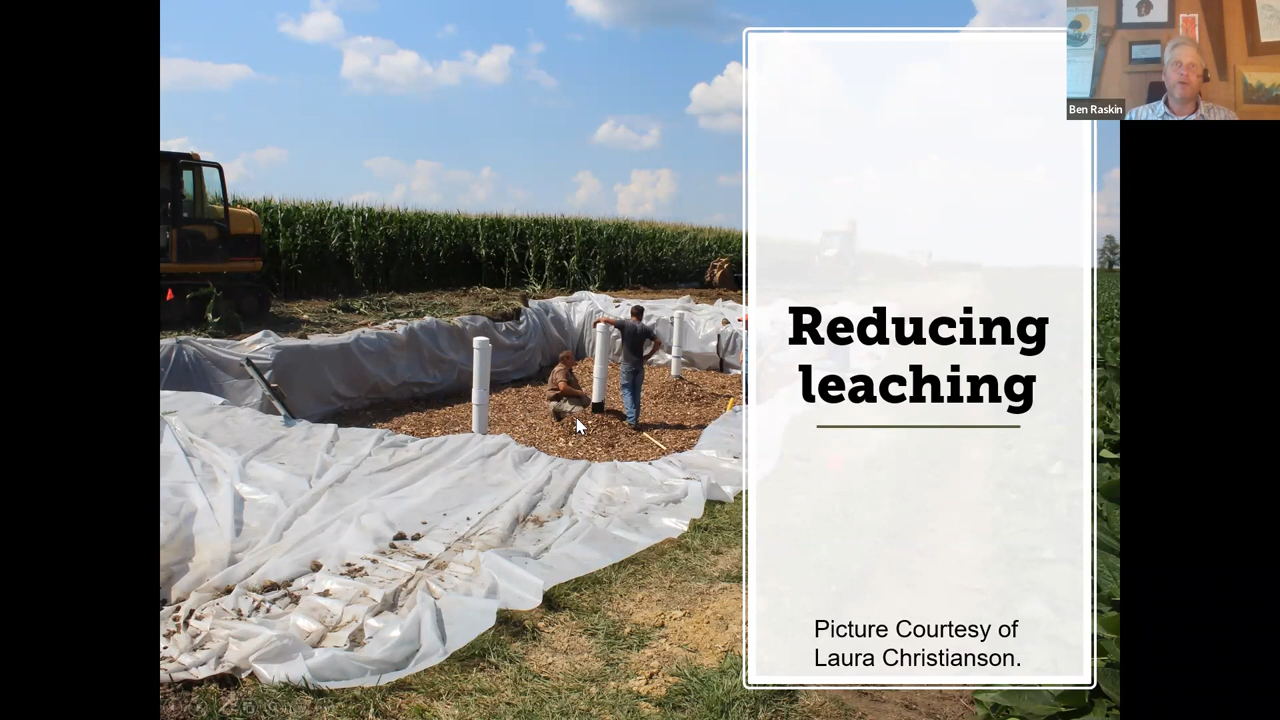 Ben Raskin
Reducing
leaching
Picture Courtesy of
Laura Christianson.